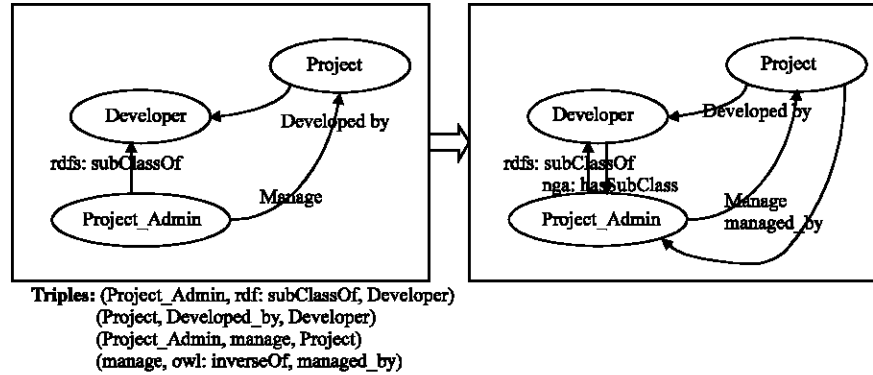 Project
Developer
Developed by
rdfs: subClassOf
Manage
Project_Admin
Project
Developer
Developed by
rdfs: subClassOf
nga: hasSubClass
Manage
Project_Admin
managed_by
Triples: (Project_Admin, rdf: subClassOf, Developer)
(Project, Developed_by, Developer)
(Project_Admin, manage, Project)
(manage, owl: inverseOf, managed_by)